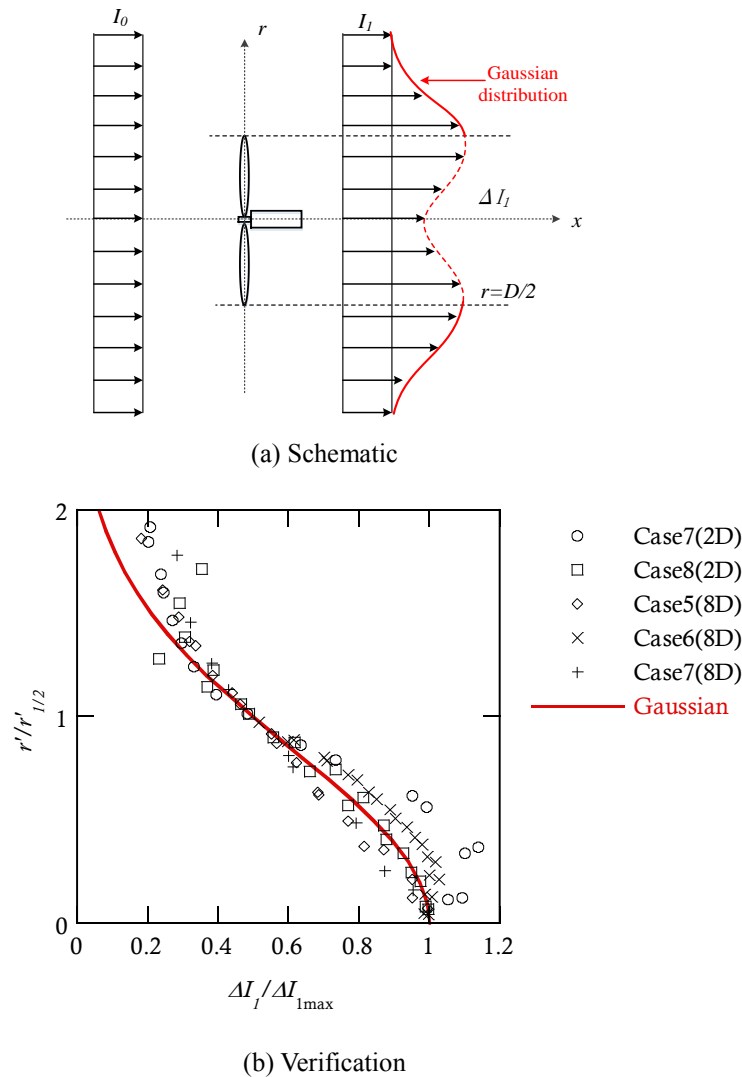 I₀
r
I₁
Gaussian
distribution
ΔI₁
x
r=D/2
(a) Schematic
2
1
0
r'/r'₁/₂
0 0.2 0.4 0.6 0.8 1 1.2
ΔI₁/ΔI₁max
Case7(2D)
Case8(2D)
Case5(8D)
Case6(8D)
Case7(8D)
Gaussian
(b) Verification